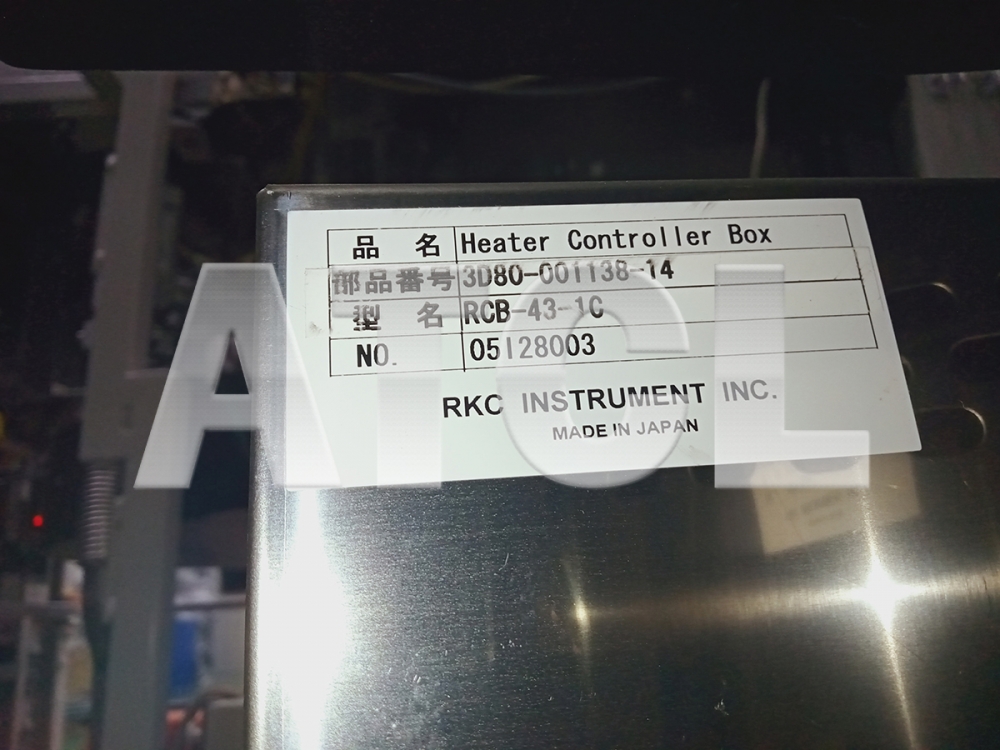 品 名 Heater Controller Box
部品番号 3D80-001138-14
型 名 RCB-43-1C
NO. 05128003
RKC INSTRUMENT INC.
MADE IN JAPAN
ATCL